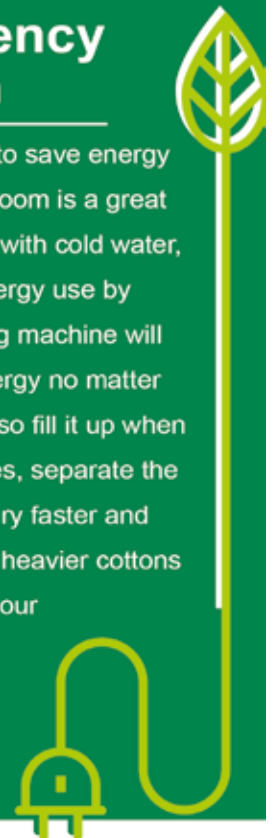 ency
to save energy
oom is a great
with cold water,
ergy use by
g machine will
ergy no matter
so fill it up when
es, separate the
ry faster and
heavier cottons
our